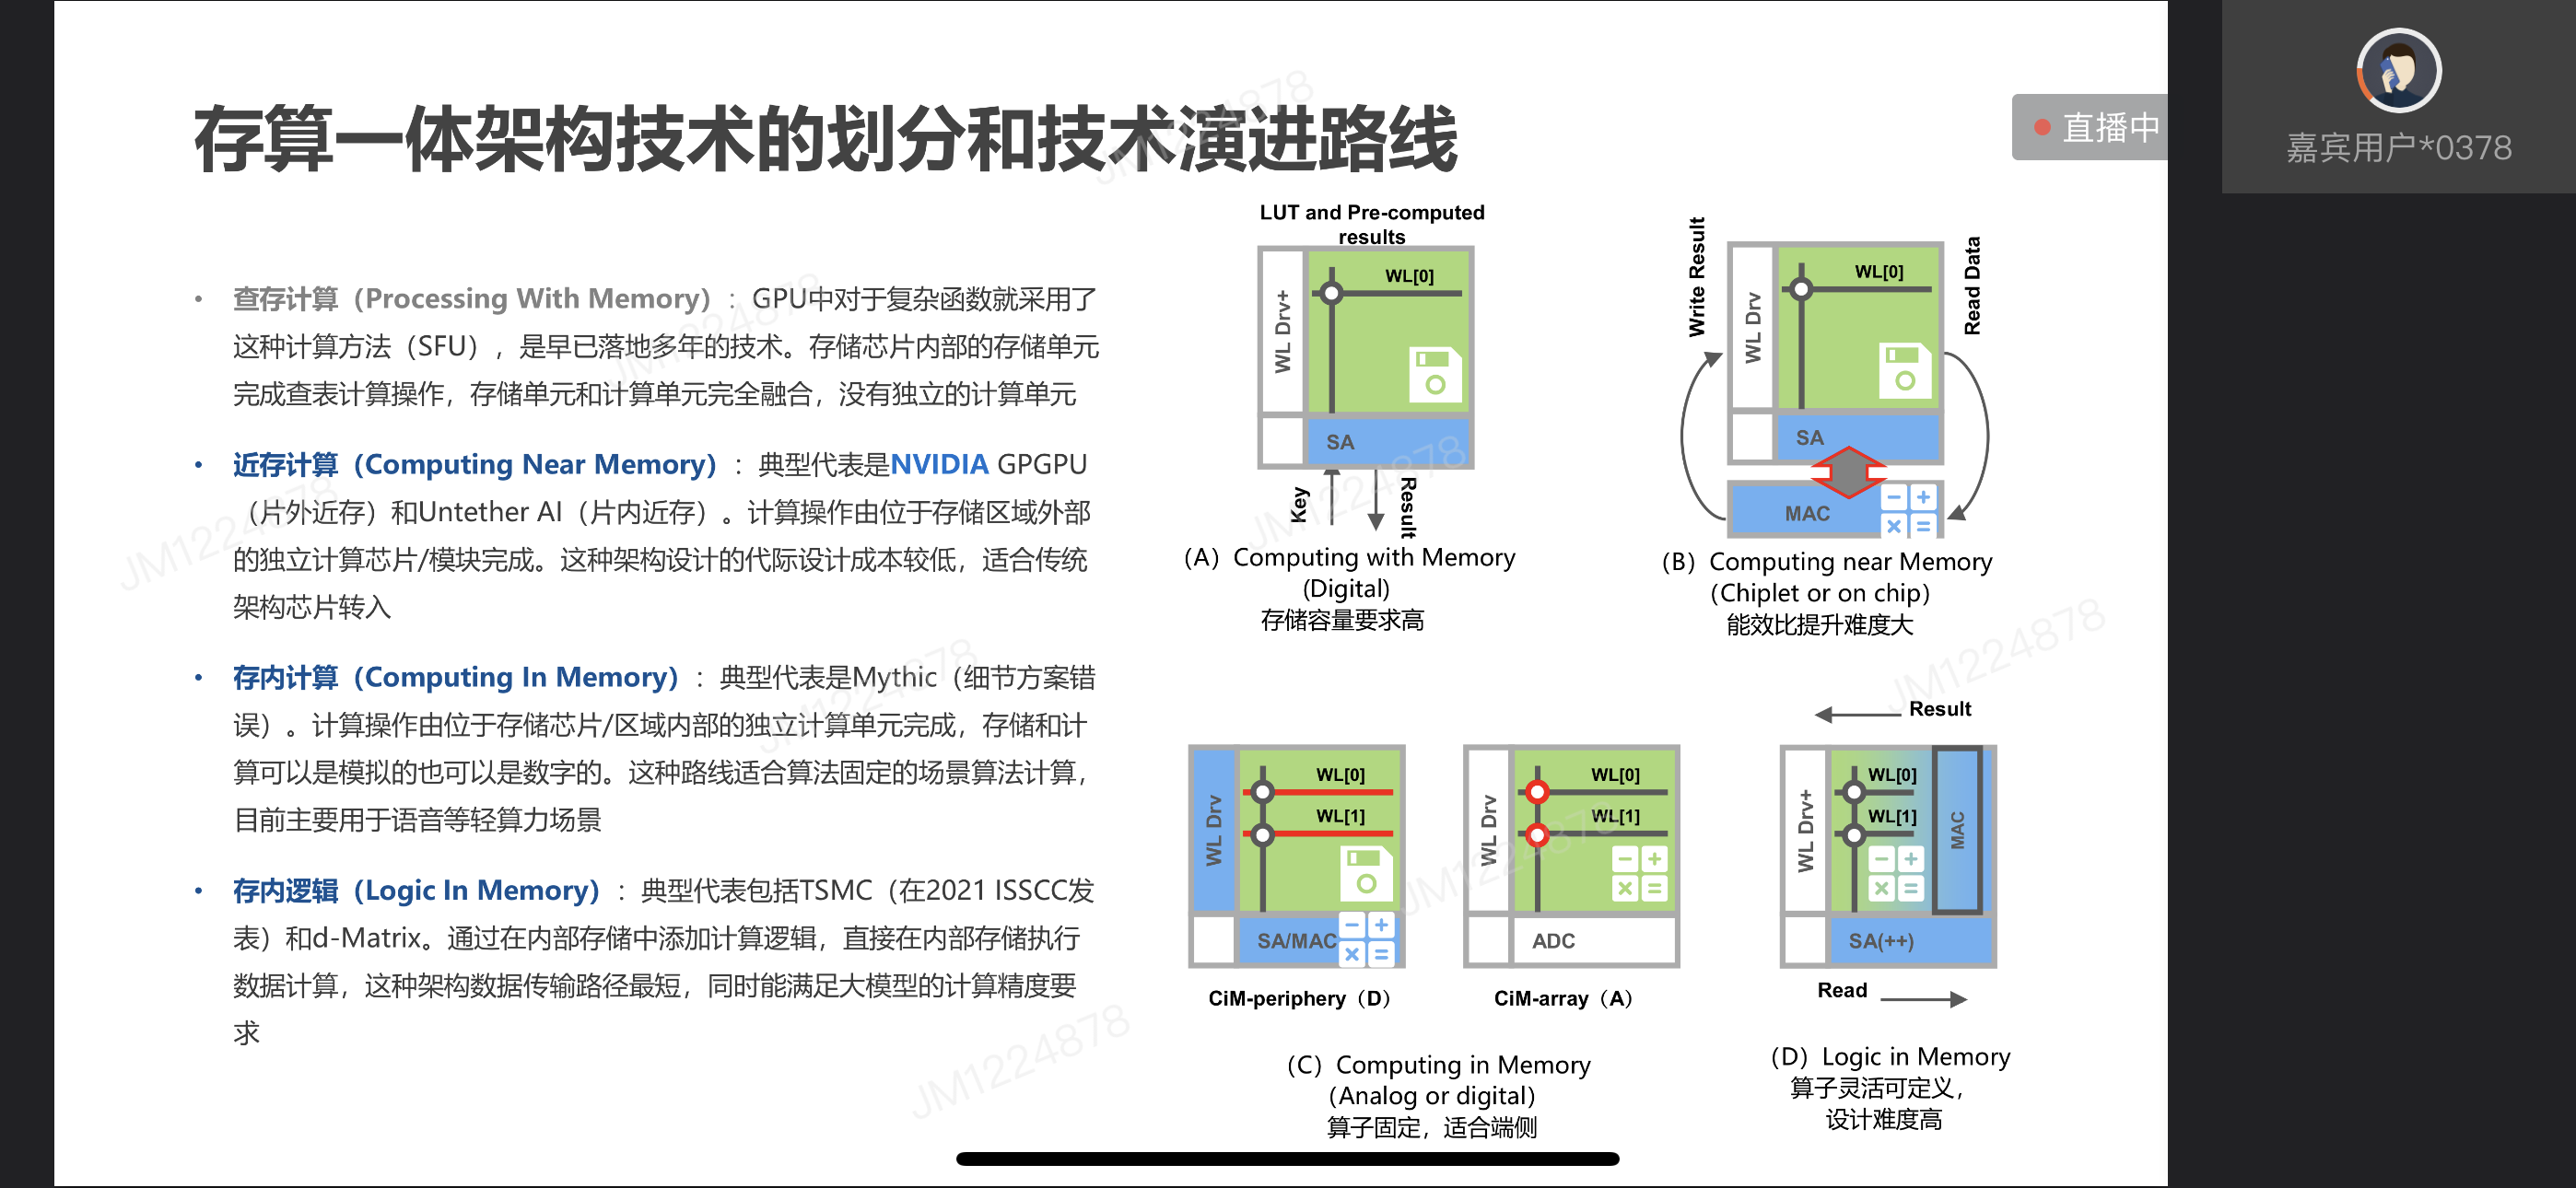 存算一体架构技术的划分和技术演进路线
直播中
嘉宾用户*0378
• 查存计算（Processing With Memory）：GPU中对于复杂函数就采用了
这种计算方法（SFU），是早已落地多年的技术。存储芯片内部的存储单元
完成查表计算操作，存储单元和计算单元完全融合，没有独立的计算单元
• 近存计算（Computing Near Memory）：典型代表是NVIDIA GPGPU
（片外近存）和Untether AI（片内近存）。计算操作由位于存储区域外部
的独立计算芯片/模块完成。这种架构设计的代际设计成本较低，适合传统
架构芯片转入
• 存内计算（Computing In Memory）：典型代表是Mythic（细节方案错
误）。计算操作由位于存储芯片/区域内部的独立计算单元完成，存储和计
算可以是模拟的也可以是数字的。这种路线适合算法固定的场景算法计算，
目前主要用于语音等轻算力场景
• 存内逻辑（Logic In Memory）：典型代表包括TSMC（在2021 ISSCC发
表）和d-Matrix。通过在内部存储中添加计算逻辑，直接在内部存储执行
数据计算，这种架构数据传输路径最短，同时能满足大模型的计算精度要
求
LUT and Pre-computed
results
WL Drv+
WL[0]
SA
Key
Result
（A）Computing with Memory
(Digital)
存储容量要求高
Write Result
Read Data
WL Drv
WL[0]
SA
MAC
（B）Computing near Memory
（Chiplet or on chip）
能效比提升难度大
WL Drv
WL[0]
WL[1]
SA/MAC
CiM-periphery（D）
WL Drv
WL[0]
WL[1]
ADC
CiM-array（A）
（C）Computing in Memory
（Analog or digital）
算子固定，适合端侧
Result
WL Drv+
WL[0]
WL[1]
MAC
SA(++)
Read
（D）Logic in Memory
算子灵活可定义，
设计难度高
JM1224878
JM1224878
JM1224878
JM1224878
JM1224878
JM1224878
JM1224878
JM1224878